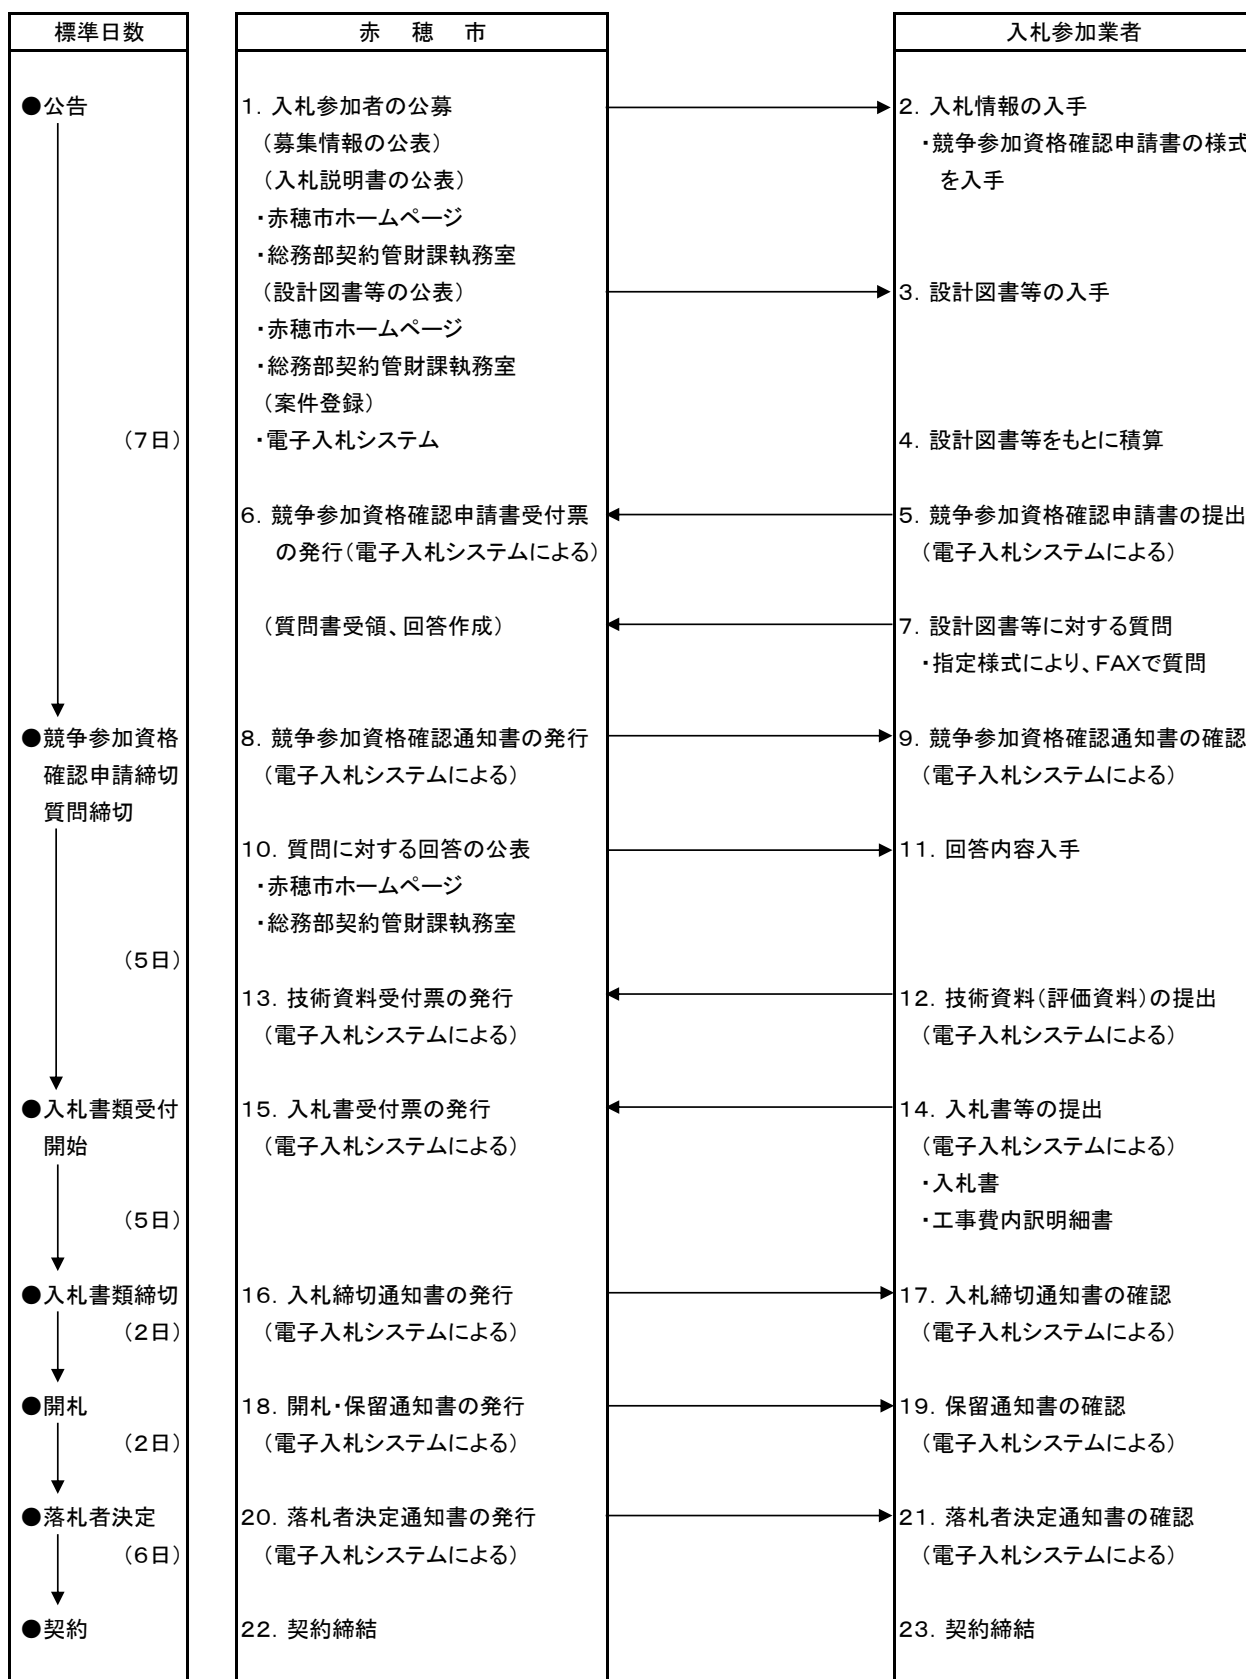 標準日数
赤 穂 市
入札参加業者
●公告
1. 入札参加者の公募
2. 入札情報の入手
(募集情報の公表)
・競争参加資格確認申請書の様式
(入札説明書の公表)
を入手
・赤穂市ホームページ
・総務部契約管財課執務室
(設計図書等の公表)
3. 設計図書等の入手
・赤穂市ホームページ
・総務部契約管財課執務室
(案件登録)
(7日)
・電子入札システム
4. 設計図書等をもとに積算
6. 競争参加資格確認申請書受付票
5. 競争参加資格確認申請書の提出
の発行(電子入札システムによる)
(電子入札システムによる)
(質問書受領、回答作成)
7. 設計図書等に対する質問
・指定様式により、FAXで質問
●競争参加資格
8. 競争参加資格確認通知書の発行
9. 競争参加資格確認通知書の確認
確認申請締切
(電子入札システムによる)
(電子入札システムによる)
質問締切
10. 質問に対する回答の公表
11. 回答内容入手
・赤穂市ホームページ
・総務部契約管財課執務室
(5日)
13. 技術資料受付票の発行
12. 技術資料(評価資料)の提出
(電子入札システムによる)
(電子入札システムによる)
●入札書類受付
15. 入札書受付票の発行
14. 入札書等の提出
開始
(電子入札システムによる)
(電子入札システムによる)
・入札書
(5日)
・工事費内訳明細書
●入札書類締切
16. 入札締切通知書の発行
17. 入札締切通知書の確認
(2日)
(電子入札システムによる)
(電子入札システムによる)
●開札
18. 開札・保留通知書の発行
19. 保留通知書の確認
(2日)
(電子入札システムによる)
(電子入札システムによる)
●落札者決定
20. 落札者決定通知書の発行
21. 落札者決定通知書の確認
(6日)
(電子入札システムによる)
(電子入札システムによる)
●契約
22. 契約締結
23. 契約締結